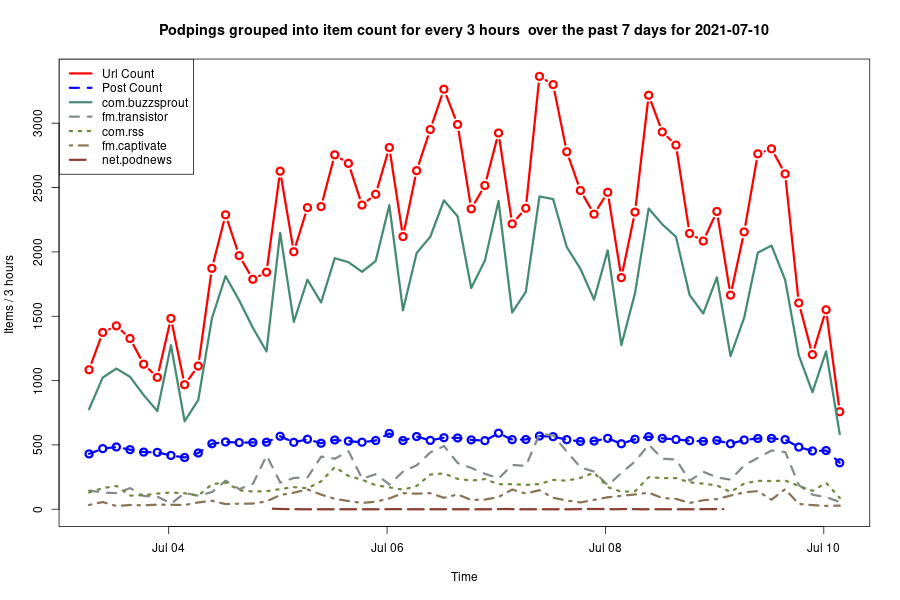 Podpings grouped into item count for every 3 hours  over the past 7 days for 2021-07-10
Url Count
Post Count
com.buzzsprout
fm.transistor
com.rss
fm.captivate
net.podnews
Items / 3 hours
3000
2500
2000
1500
1000
500
0
Jul 04
Jul 06
Jul 08
Jul 10
Time